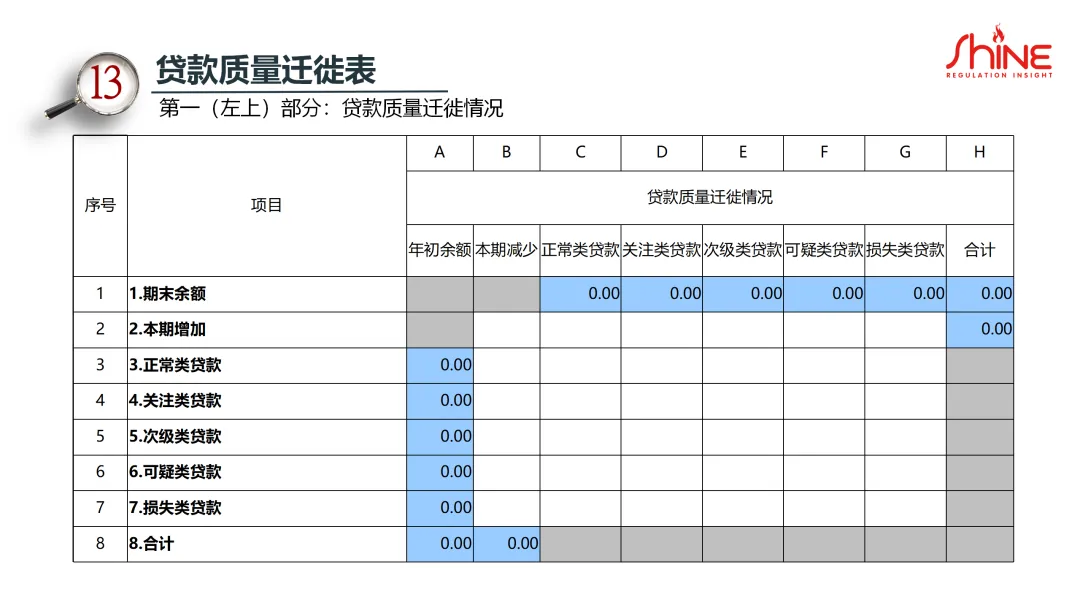 13
贷款质量迁徙表
SHINE
REGULATION INSIGHT
第一（左上）部分：贷款质量迁徙情况
序号 项目 A B C D E F G H
贷款质量迁徙情况
年初余额 本期减少 正常类贷款 关注类贷款 次级类贷款 可疑类贷款 损失类贷款 合计
1 1.期末余额 0.00 0.00 0.00 0.00 0.00 0.00
2 2.本期增加 0.00
3 3.正常类贷款 0.00
4 4.关注类贷款 0.00
5 5.次级类贷款 0.00
6 6.可疑类贷款 0.00
7 7.损失类贷款 0.00
8 8.合计 0.00 0.00